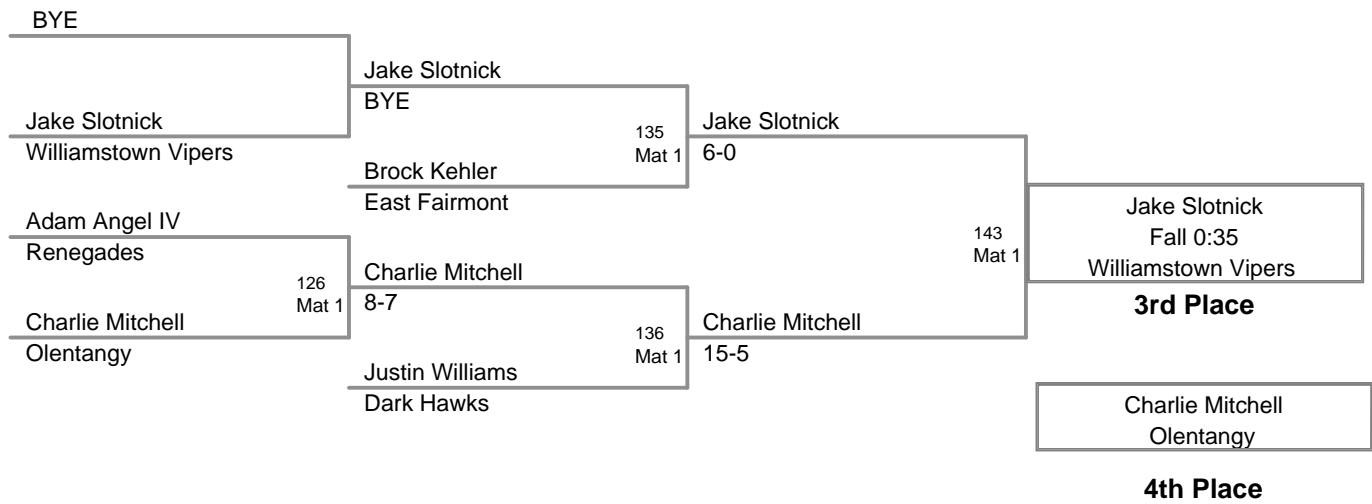 BYE
Jake Slotnick
BYE
Jake Slotnick
Williamstown Vipers
135
Mat 1
Jake Slotnick
6-0
Brock Kehler
East Fairmont
Adam Angel IV
Renegades
126
Mat 1
Charlie Mitchell
8-7
Charlie Mitchell
Olentangy
136
Mat 1
Charlie Mitchell
15-5
Justin Williams
Dark Hawks
143
Mat 1
Jake Slotnick
Fall 0:35
Williamstown Vipers
3rd Place
Charlie Mitchell
Olentangy
4th Place